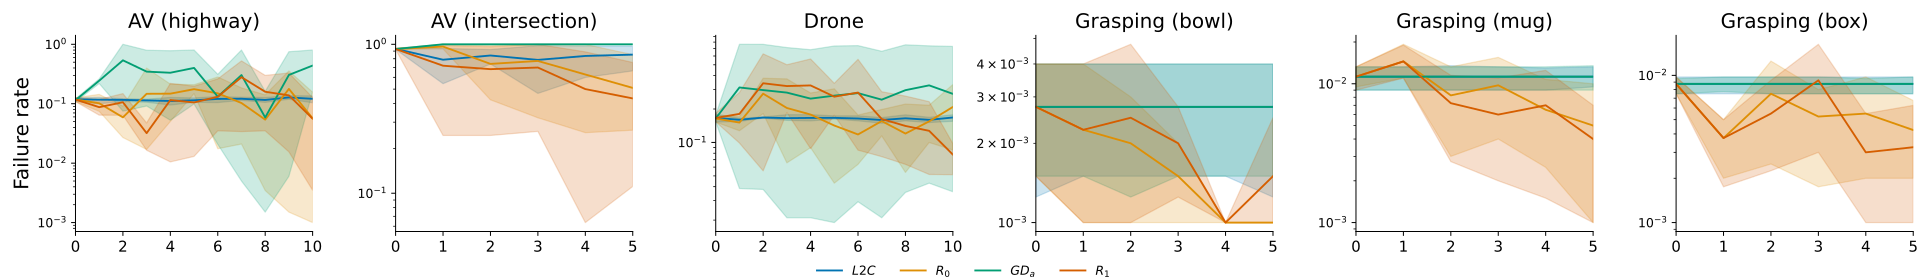 AV (highway) AV (intersection) Drone Grasping (bowl) Grasping (mug) Grasping (box)
Failure rate
10⁰ 10⁻¹ 10⁻² 10⁻³
0 2 4 6 8 10
10⁰ 10⁻¹
0 1 2 3 4 5
10⁻¹
0 2 4 6 8 10
4 × 10⁻³ 3 × 10⁻³ 2 × 10⁻³ 10⁻³
0 1 2 3 4 5
10⁻² 10⁻³
0 1 2 3 4 5
10⁻² 10⁻³
0 1 2 3 4 5
L2C R₀ GDₐ R₁